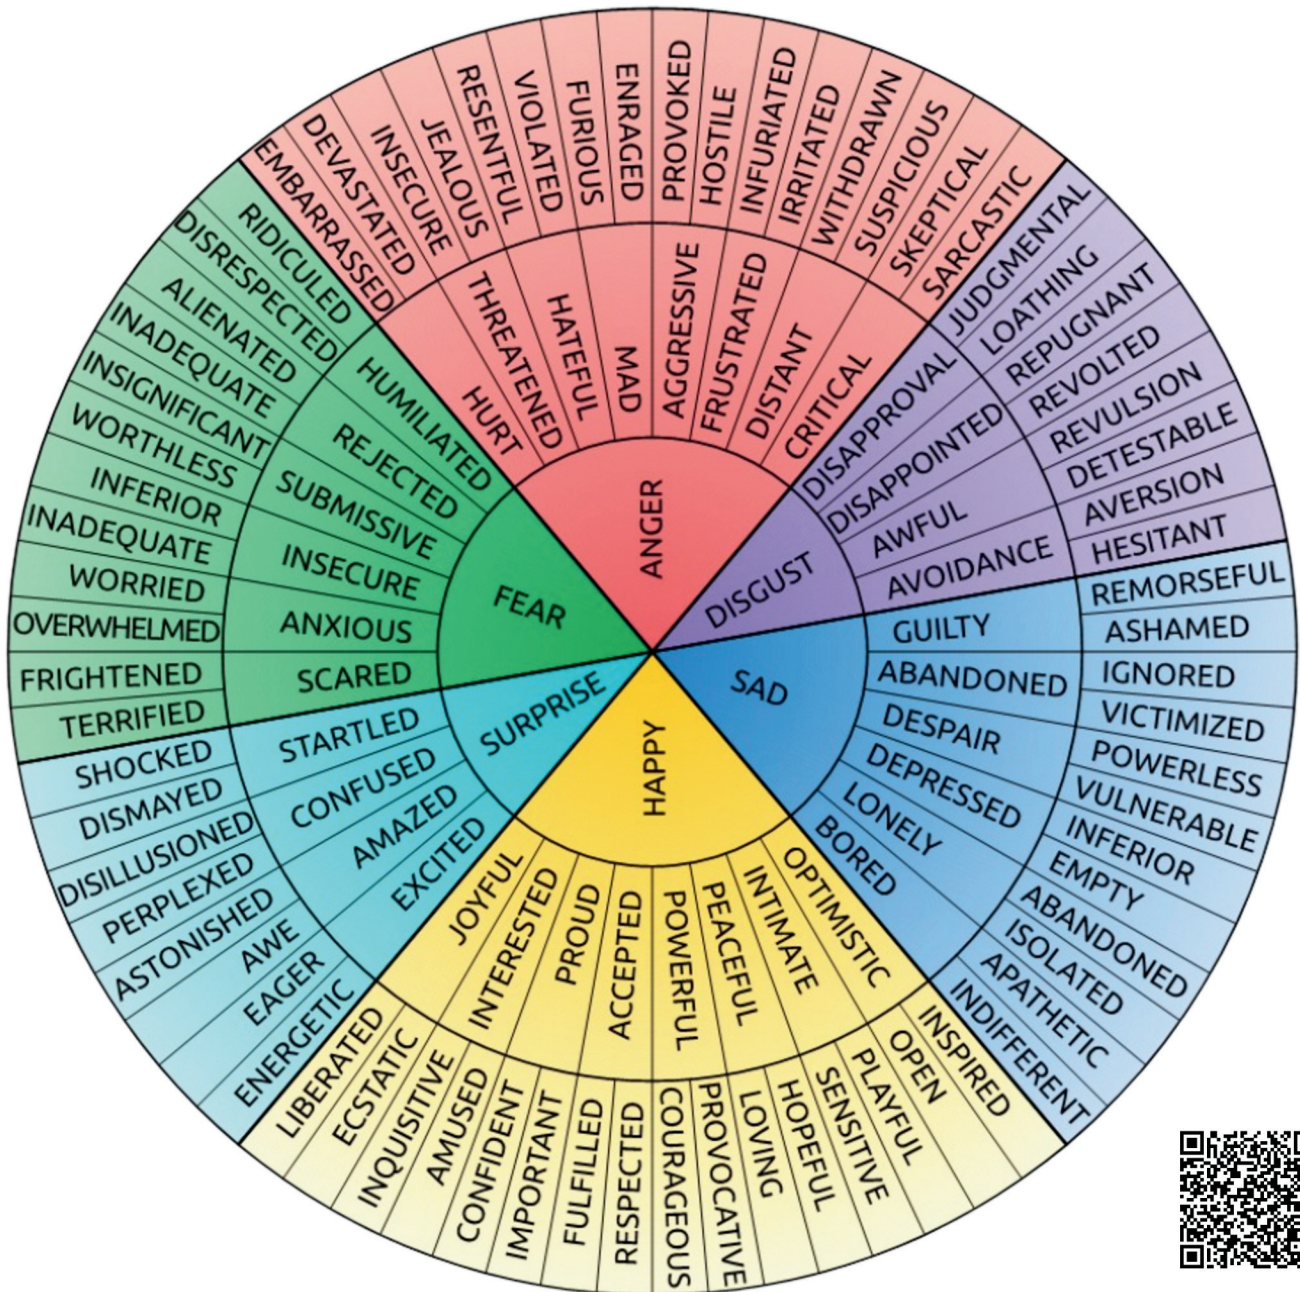 ANGER
HURT
THREATENED
HATEFUL
MAD
AGGRESSIVE
FRUSTRATED
DISTANT
CRITICAL
EMBARRASSED
DEVASTATED
INSECURE
JEALOUS
RESENTFUL
VIOLATED
FURIOUS
ENRAGED
PROVOKED
HOSTILE
INFURIATED
IRRITATED
WITHDRAWN
SUSPICIOUS
SKEPTICAL
SARCASTIC
DISGUST
DISAPPROVAL
DISAPPOINTED
AWFUL
AVOIDANCE
JUDGMENTAL
LOATHING
REPUGNANT
REVOLTED
REVULSION
DETESTABLE
AVERSION
HESITANT
SAD
GUILTY
ABANDONED
DESPAIR
DEPRESSED
LONELY
BORED
REMORSEFUL
ASHAMED
IGNORED
VICTIMIZED
POWERLESS
VULNERABLE
INFERIOR
EMPTY
ABANDONED
ISOLATED
APATHETIC
INDIFFERENT
HAPPY
OPTIMISTIC
INTIMATE
PEACEFUL
POWERFUL
ACCEPTED
PROUD
INTERESTED
JOYFUL
INSPIRED
OPEN
PLAYFUL
SENSITIVE
HOPEFUL
LOVING
PROVOCATIVE
COURAGEOUS
RESPECTED
FULFILLED
IMPORTANT
CONFIDENT
AMUSED
INQUISITIVE
ECSTATIC
LIBERATED
SURPRISE
EXCITED
AMAZED
CONFUSED
STARTLED
ENERGETIC
EAGER
AWE
ASTONISHED
PERPLEXED
DISILLUSIONED
DISMAYED
SHOCKED
FEAR
SCARED
ANXIOUS
INSECURE
SUBMISSIVE
REJECTED
HUMILIATED
TERRIFIED
FRIGHTENED
OVERWHELMED
WORRIED
INADEQUATE
INFERIOR
WORTHLESS
INSIGNIFICANT
INADEQUATE
ALIENATED
DISRESPECTED
RIDICULED